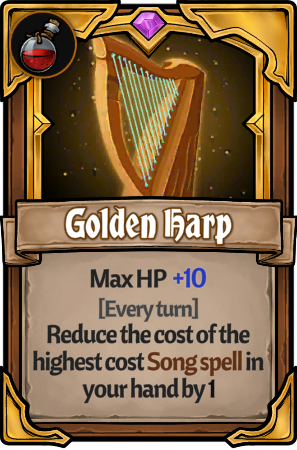 Golden Harp
Max HP +10
[Every turn]
Reduce the cost of the
highest cost Song spell in
your hand by 1